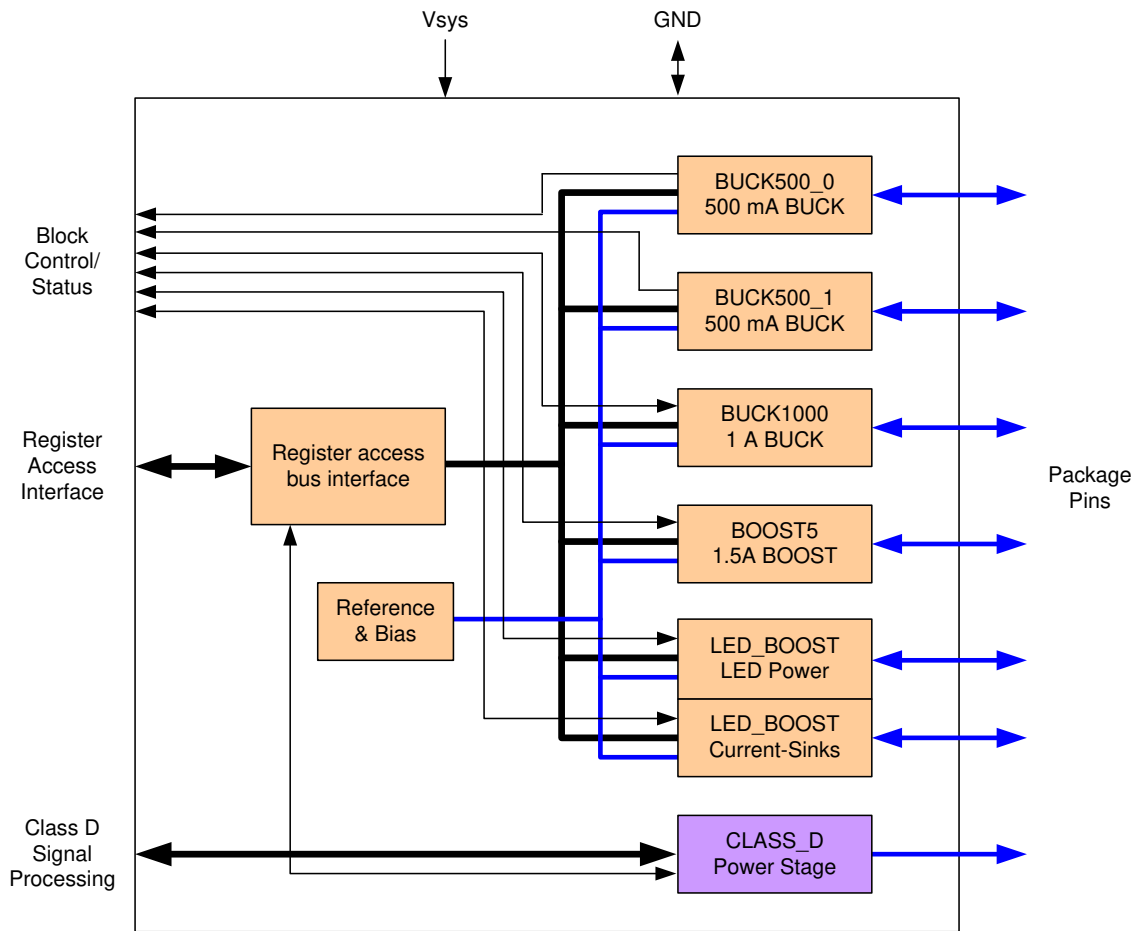 Vsys
GND
BUCK500_0
500 mA BUCK
Block
Control/
Status
BUCK500_1
500 mA BUCK
BUCK1000
1 A BUCK
Register
Access
Interface
Register access
bus interface
Package
Pins
BOOST5
1.5A BOOST
Reference
& Bias
LED_BOOST
LED Power
LED_BOOST
Current-Sinks
Class D
Signal
Processing
CLASS_D
Power Stage